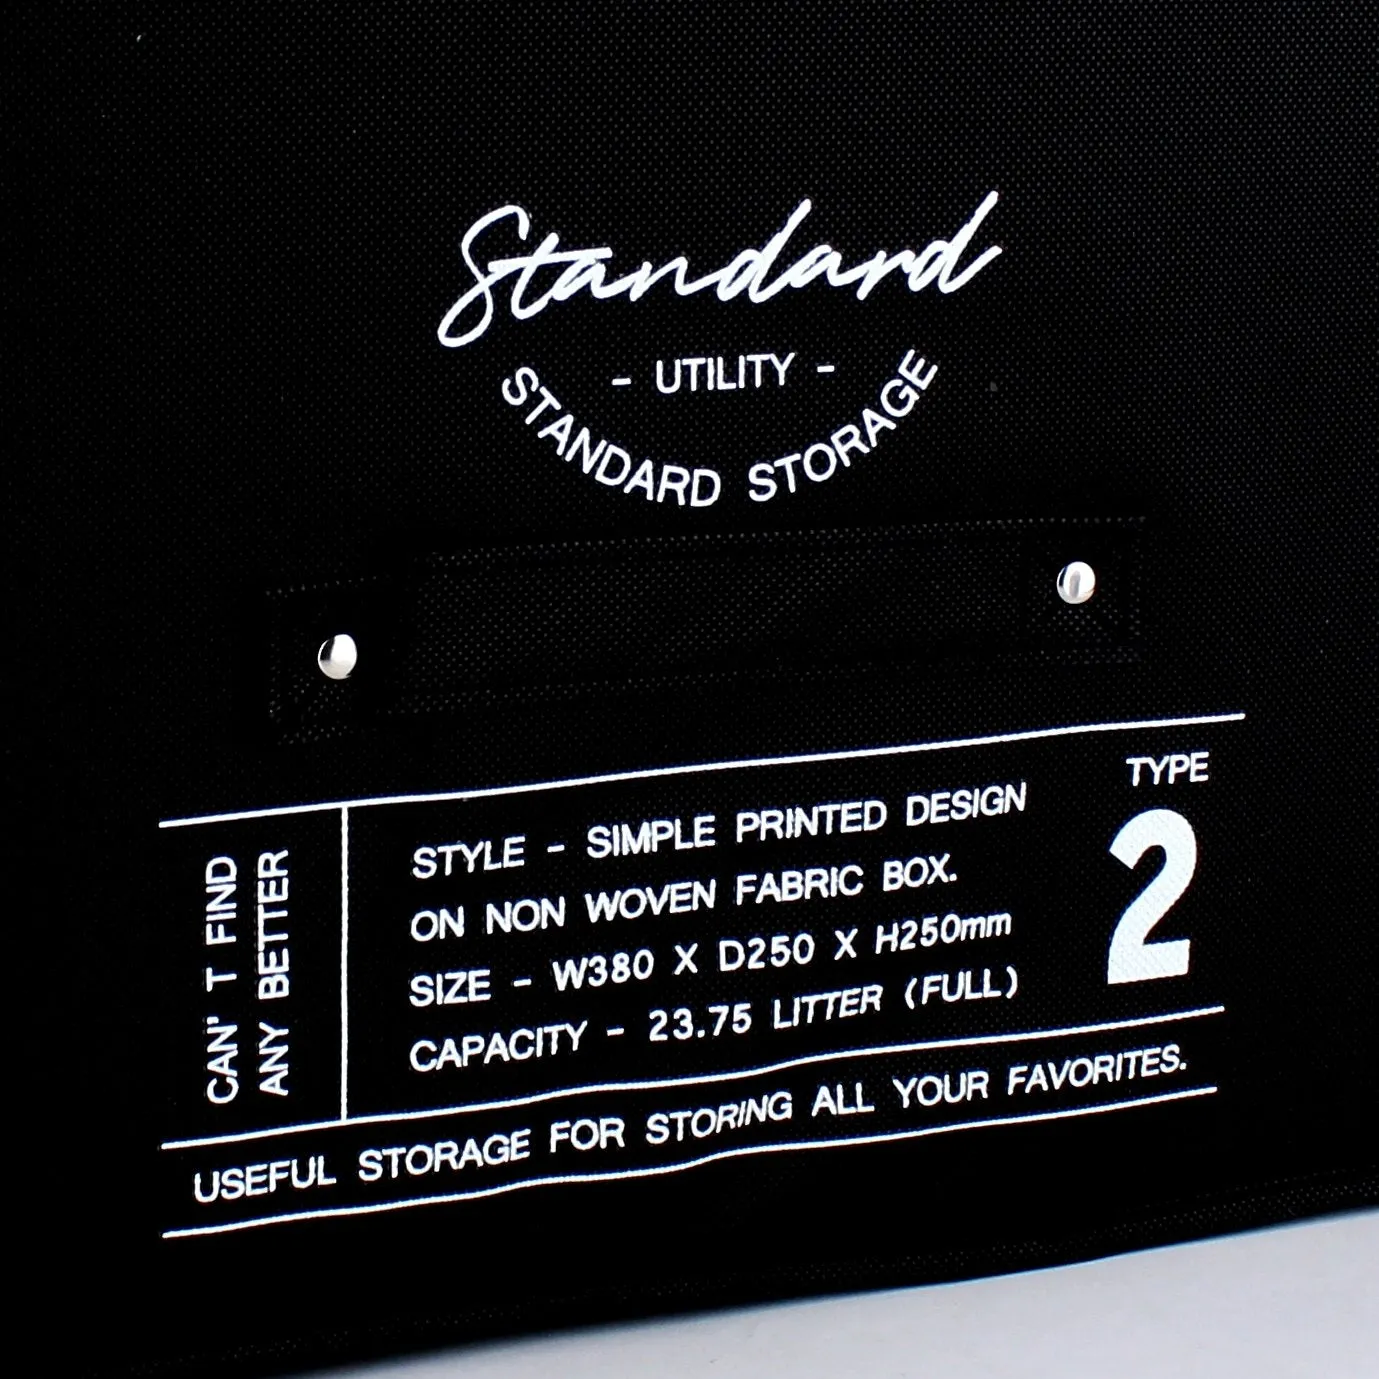 Standard
- UTILITY -
STANDARD STORAGE
TYPE
2
CAN' T FIND
ANY BETTER
STYLE - SIMPLE PRINTED DESIGN
ON NON WOVEN FABRIC BOX.
SIZE - W380 X D250 X H250mm
CAPACITY - 23.75 LITTER (FULL)
USEFUL STORAGE FOR STORING ALL YOUR FAVORITES.